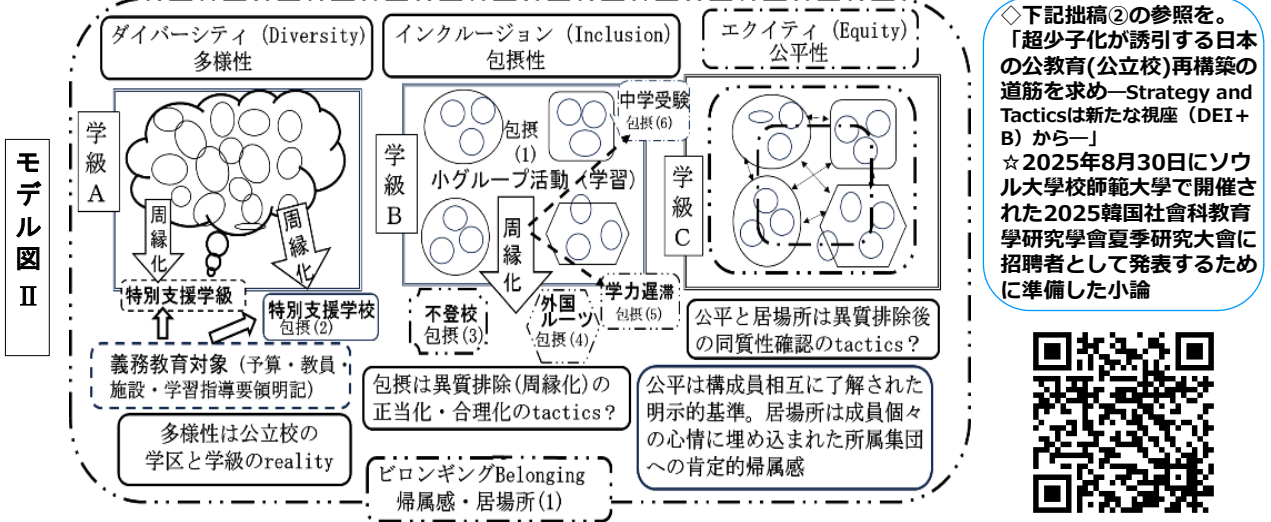 モデル図Ⅱ
ダイバーシティ（Diversity）
多様性
インクルージョン（Inclusion）
包摂性
エクイティ（Equity）
公平性
学級A
周縁化
周縁化
特別支援学級
特別支援学校
包摂(2)
義務教育対象（予算・教員・
施設・学習指導要領明記）
多様性は公立校の
学区と学級のreality
学級B
包摂
(1)
小グループ活動（学習）
周縁化
中学受験
包摂(6)
不登校
包摂(3)
外国
ルーツ
包摂(4)
学力遅滞
包摂(5)
包摂は異質排除(周縁化)の
正当化・合理化のtactics？
学級C
公平と居場所は異質排除後
の同質性確認のtactics？
公平は構成員相互に了解された
明示的基準。居場所は成員個々
の心情に埋め込まれた所属集団
への肯定的帰属感
ビロンギングBelonging
帰属感・居場所(1)
◇下記拙稿②の参照を。
「超少子化が誘引する日本
の公教育(公立校)再構築の
道筋を求め―Strategy and
Tacticsは新たな視座（DEI＋
B）から―」
☆2025年8月30日にソウ
ル大學校師範大學で開催さ
れた2025韓国社會科教育
學研究學會夏季研究大會に
招聘者として発表するため
に準備した小論